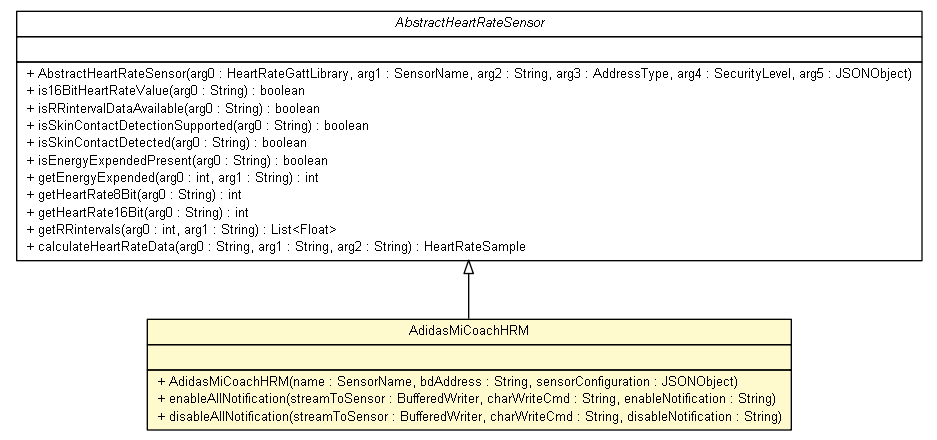 AbstractHeartRateSensor
+ AbstractHeartRateSensor(arg0 : HeartRateGattLibrary, arg1 : SensorName, arg2 : String, arg3 : AddressType, arg4 : SecurityLevel, arg5 : JSONObject)
+ is16BitHeartRateValue(arg0 : String) : boolean
+ isRRintervalDataAvailable(arg0 : String) : boolean
+ isSkinContactDetectionSupported(arg0 : String) : boolean
+ isSkinContactDetected(arg0 : String) : boolean
+ isEnergyExpendedPresent(arg0 : String) : boolean
+ getEnergyExpended(arg0 : int, arg1 : String) : int
+ getHeartRate8Bit(arg0 : String) : int
+ getHeartRate16Bit(arg0 : String) : int
+ getRRintervals(arg0 : int, arg1 : String) : List<Float>
+ calculateHeartRateData(arg0 : String, arg1 : String, arg2 : String) : HeartRateSample
AdidasMiCoachHRM
+ AdidasMiCoachHRM(name : SensorName, bdAddress : String, sensorConfiguration : JSONObject)
+ enableAllNotification(streamToSensor : BufferedWriter, charWriteCmd : String, enableNotification : String)
+ disableAllNotification(streamToSensor : BufferedWriter, charWriteCmd : String, disableNotification : String)